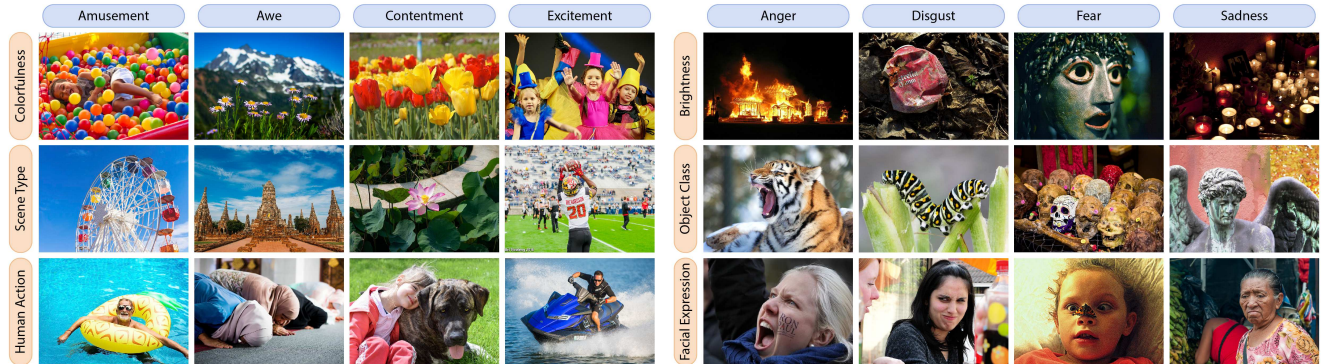 Amusement
Awe
Contentment
Excitement
Anger
Disgust
Fear
Sadness
Colorfulness
Brightness
Scene Type
Object Class
20
Human Action
Facial Expression